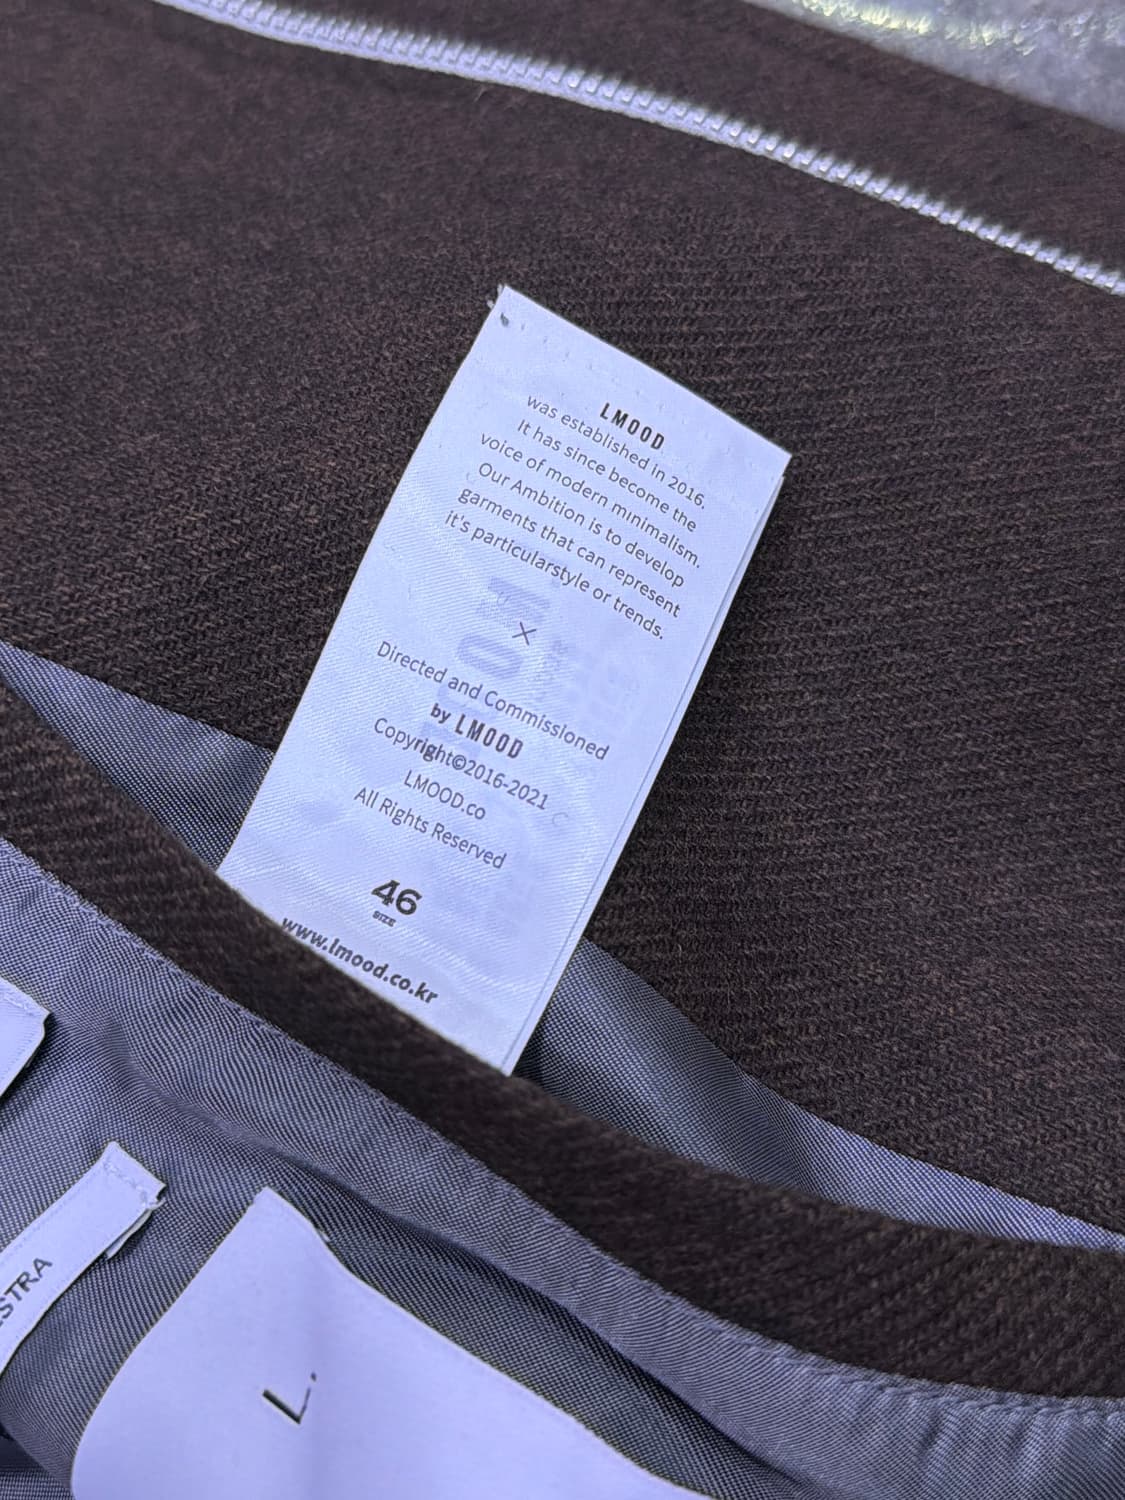 LMOOD
was established in 2016.
It has since become the
voice of modern minimalism.
Our Ambition is to develop
garments that can represent
it's particularstyle or trends.
×
Directed and Commissioned
by LMOOD
Copyright©2016-2021
LMOOD.co
All Rights Reserved
46
SIZE
www.lmood.co.kr
STRA
L.